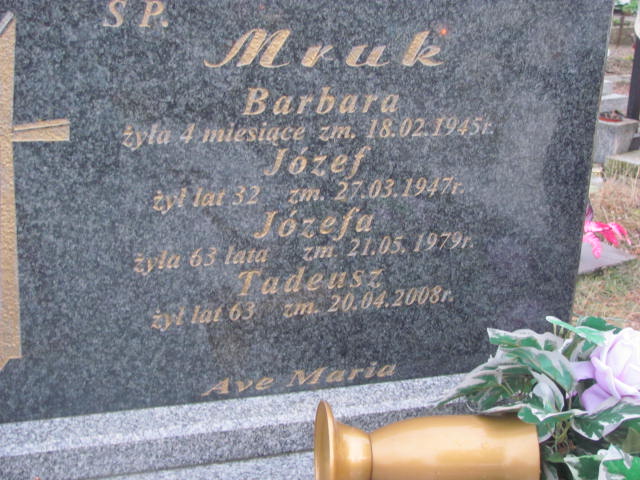 Ś P.
Mruk
Barbara
żyła 4 miesiące zm. 18.02.1945r.
Józef
żył lat 32 zm. 27.03.1947r.
Józefa
żyła 63 lata zm. 21.05.1979r.
Tadeusz
żył lat 63 zm. 20.04.2008r.
Ave Maria